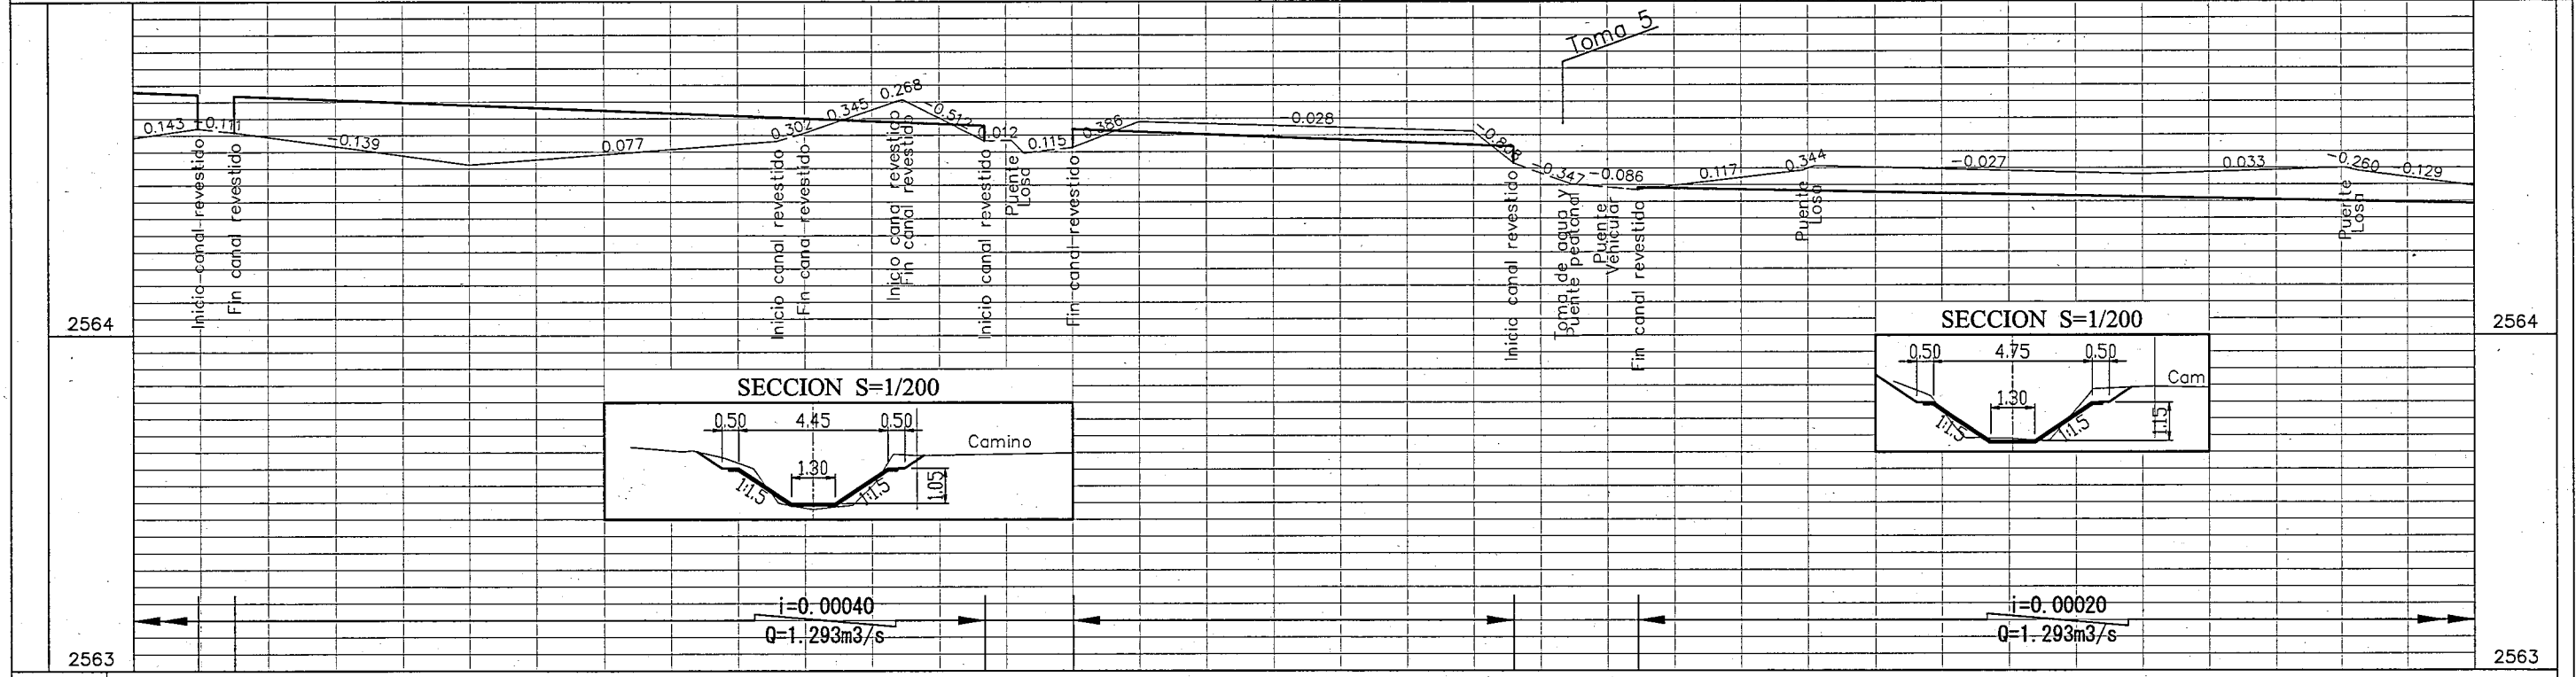 Toma 5
0.143
-0.111
-0.139
0.077
0.302
0.345
0.268
-0.512
0.012
0.115
0.386
-0.028
-0.808
-0.347
-0.086
0.117
0.344
-0.027
0.033
-0.260
-0.129
Inicio canal revestido
Fin canal revestido
Inicio canal revestido
Fin canal revestido
Inicio canal revestido
Fin canal revestido
Inicio canal revestido
Puente
Losa
Fin canal revestido
Inicio canal revestido
Toma de agua y
Puente peatonal
Puente
Vehicular
Fin canal revestido
Puente
Losa
Puente
Losa
2564
2564
SECCION S=1/200
0.50 4.45 0.50
Camino
1.30
1:1.5
1:1.5
1.05
SECCION S=1/200
0.50 4.75 0.50
Cam
1.30
1:1.5
1:1.5
1.15
i=0.00040
Q=1.293m3/s
i=0.00020
Q=1.293m3/s
2563
2563